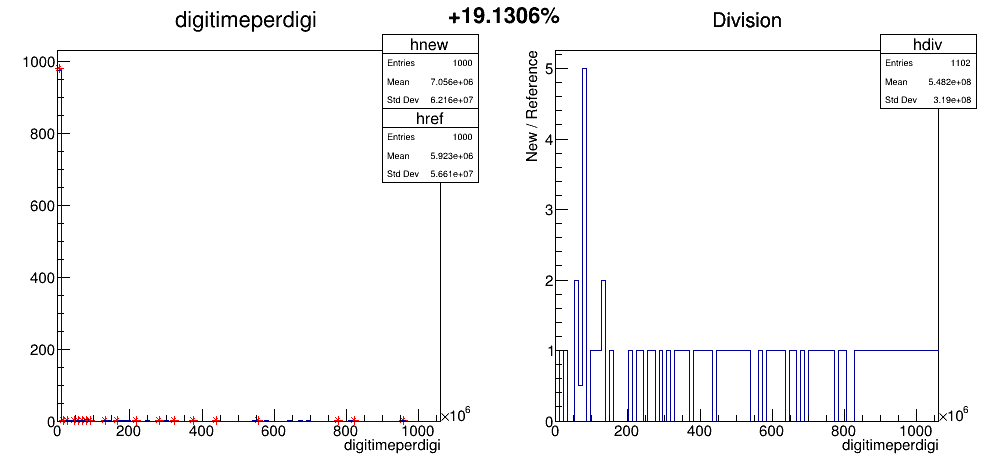 +19.1306%
digitimeperdigi
hnew
Entries 1000
Mean 7.056e+06
Std Dev 6.216e+07
href
Entries 1000
Mean 5.923e+06
Std Dev 5.661e+07
1000
800
600
400
200
0
0 200 400 600 800 1000
×10⁶
digitimeperdigi
Division
hdiv
Entries 1102
Mean 5.482e+08
Std Dev 3.19e+08
New / Reference
5
4
3
2
1
0
0 200 400 600 800 1000
×10⁶
digitimeperdigi